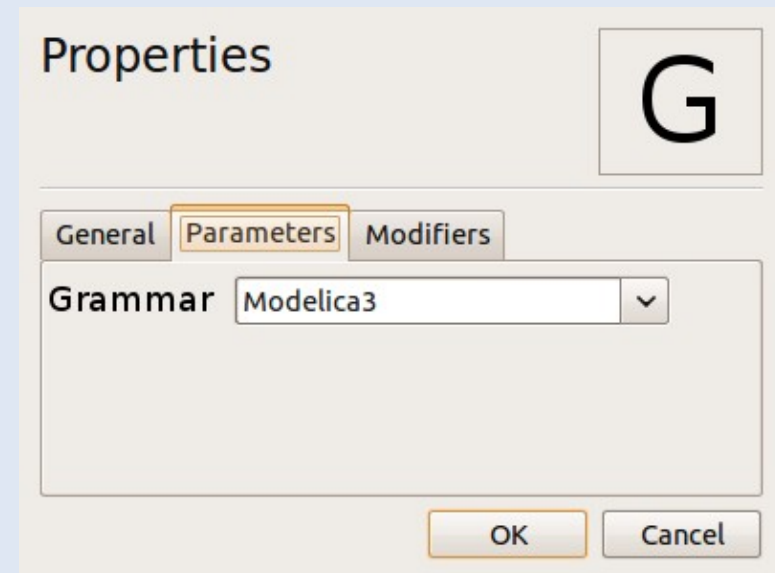 Properties
G
General Parameters Modifiers
Grammar Modelica3
OK Cancel